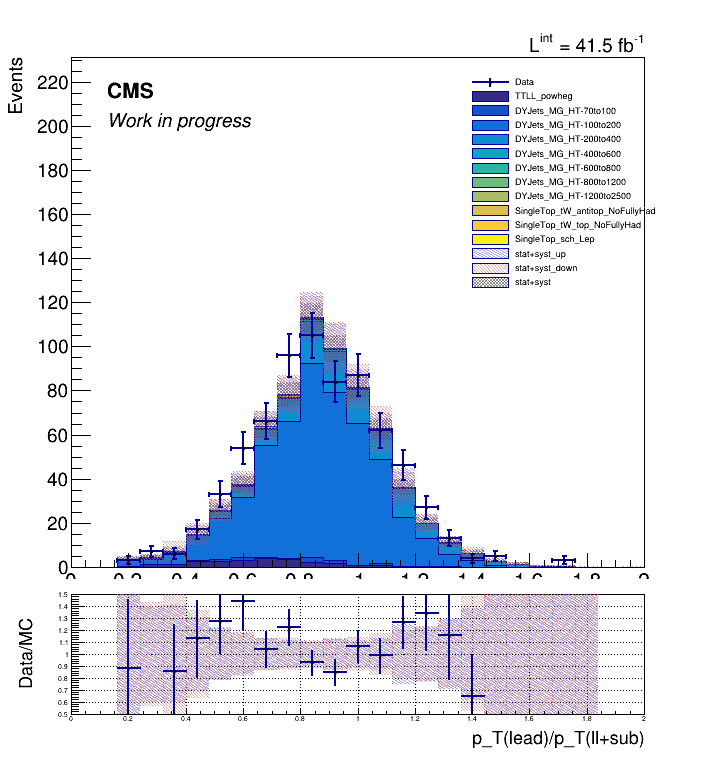 L^int = 41.5 fb^-1
Events
CMS
Work in progress
220
200
180
160
140
120
100
80
60
40
20
0
Data
TTLL_powheg
DYJets_MG_HT-70to100
DYJets_MG_HT-100to200
DYJets_MG_HT-200to400
DYJets_MG_HT-400to600
DYJets_MG_HT-600to800
DYJets_MG_HT-800to1200
DYJets_MG_HT-1200to2500
SingleTop_tW_antitop_NoFullyHad
SingleTop_tW_top_NoFullyHad
SingleTop_sch_Lep
stat+syst_up
stat+syst_down
stat+syst
0 0.2 0.4 0.6 0.8 1 1.2 1.4 1.6 1.8 2
Data/MC
1.5
1.4
1.3
1.2
1.1
1
0.9
0.8
0.7
0.6
0.5
0 0.2 0.4 0.6 0.8 1 1.2 1.4 1.6 1.8 2
p_T(lead)/p_T(ll+sub)